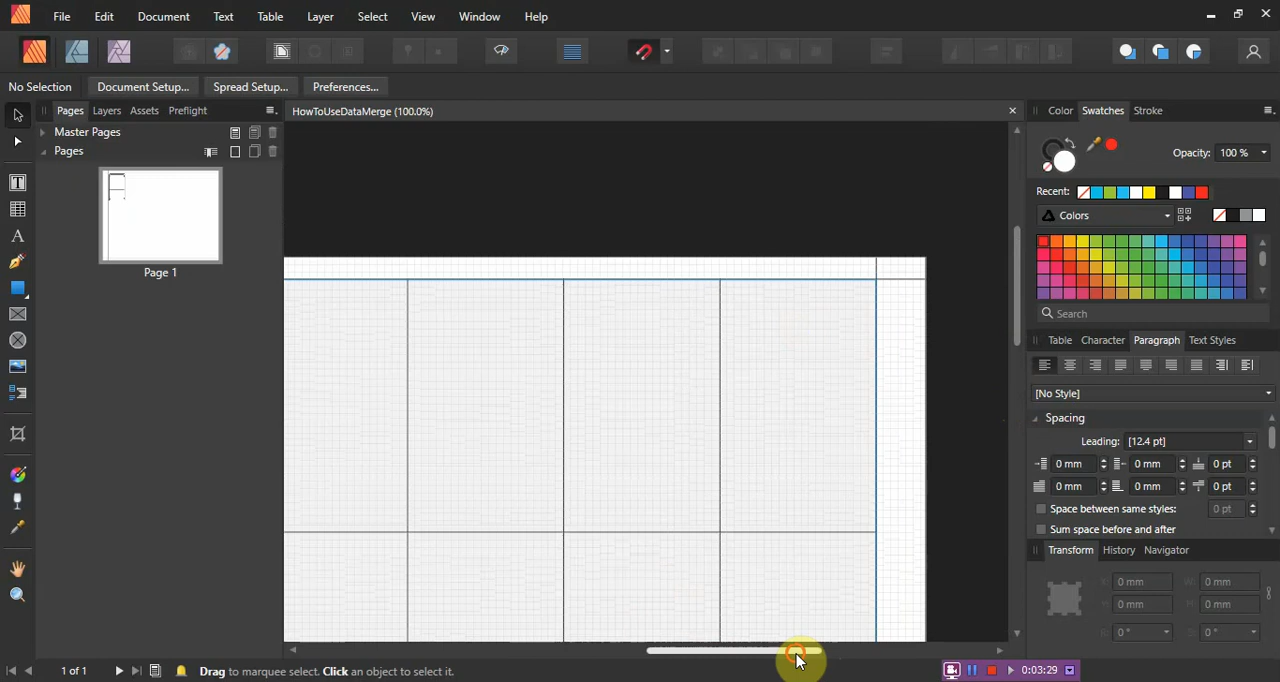 File Edit Document Text Table Layer Select View Window Help
No Selection Document Setup... Spread Setup... Preferences...
Pages Layers Assets Preflight
HowToUseDataMerge (100.0%)
Color Swatches Stroke
Master Pages
Pages
Page 1
Opacity: 100 %
Recent:
Colors
Search
Table Character Paragraph Text Styles
[No Style]
Spacing
Leading: [12.4 pt]
0 mm 0 mm 0 pt
0 mm 0 mm 0 pt
Space between same styles: 0 pt
Sum space before and after
Transform History Navigator
X: 0 mm W: 0 mm
Y: 0 mm H: 0 mm
R: 0 ° S: 0 °
1 of 1
Drag to marquee select. Click an object to select it.
0:03:29